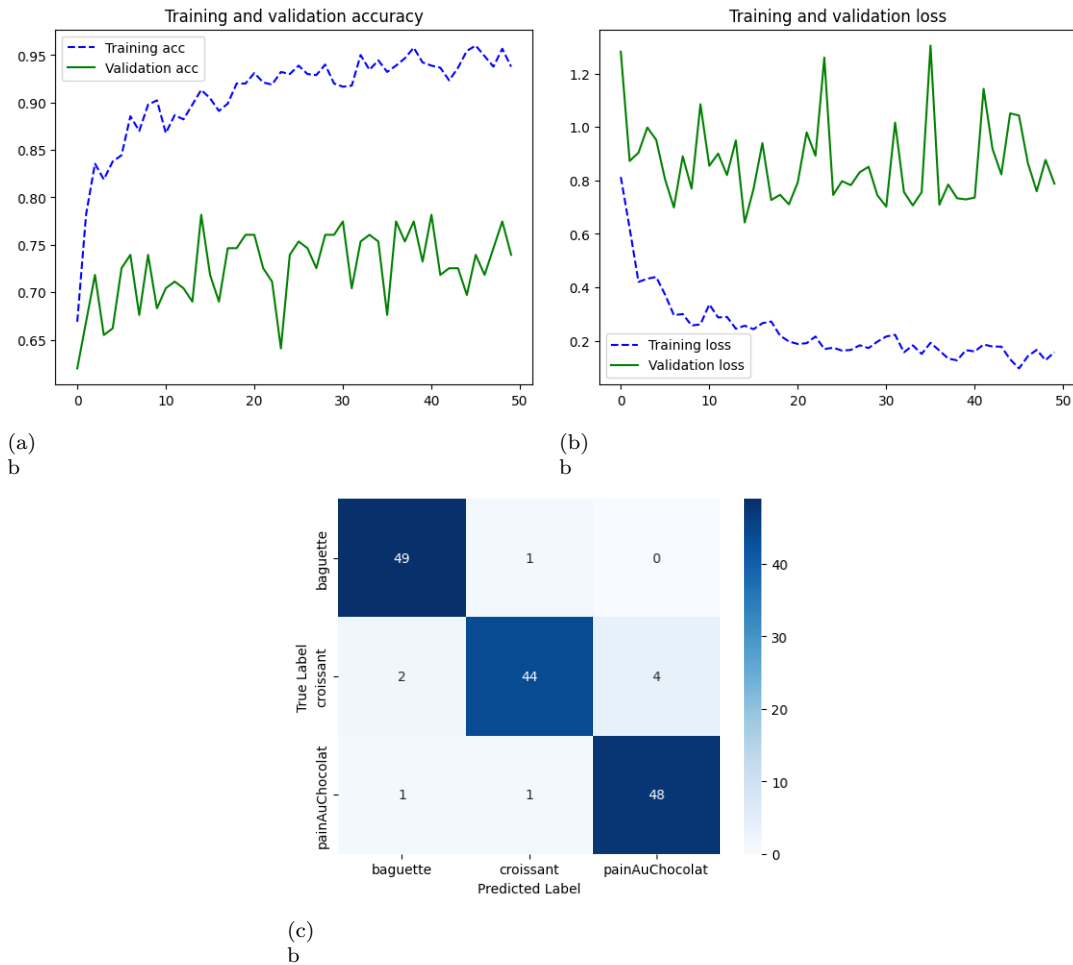 Training and validation accuracy
Training acc
Validation acc
0.95
0.90
0.85
0.80
0.75
0.70
0.65
0 10 20 30 40 50
(a)
b
Training and validation loss
1.2
1.0
0.8
0.6
0.4
0.2
Training loss
Validation loss
0 10 20 30 40 50
(b)
b
True Label
baguette
croissant
painAuChocolat
49 1 0
2 44 4
1 1 48
baguette croissant painAuChocolat
Predicted Label
40
30
20
10
0
(c)
b